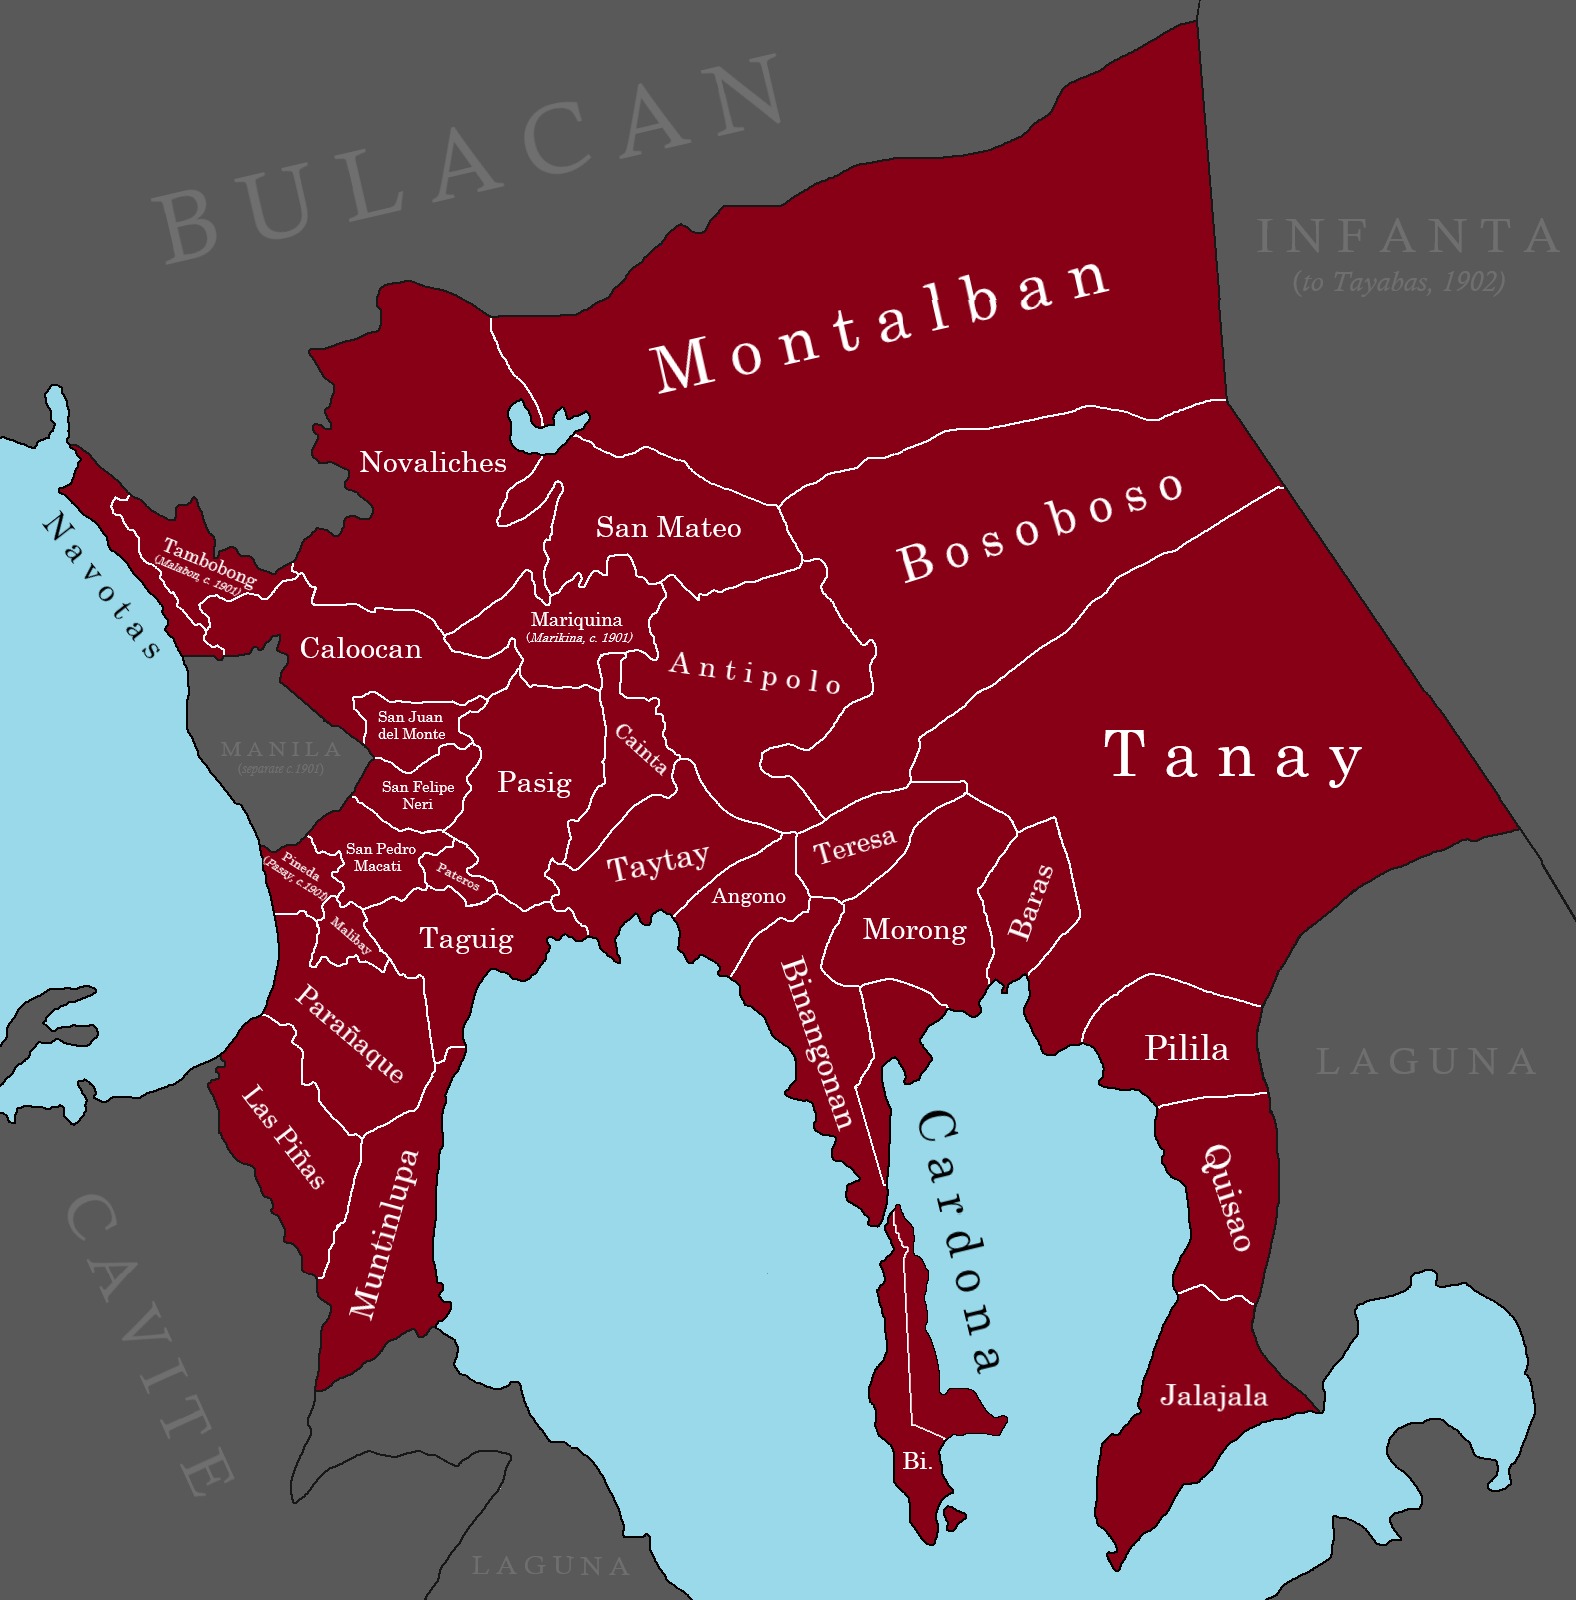 BULACAN
INFANTA
(to Tayabas, 1902)
Montalban
Novaliches
Bosoboso
San Mateo
Navotas
Tambobong
(Malabon, c. 1901)
Mariquina
(Marikina, c. 1901)
Caloocan
Antipolo
San Juan
del Monte
MANILA
(separate c.1901)
Cainta
Tanay
Pasig
San Felipe
Neri
Teresa
San Pedro
Macati
Taytay
Pineda
(Pasay, c.1901)
Pateros
Angono
Baras
Malibay
Taguig
Morong
Binangonan
Parañaque
Pilila
LAGUNA
Las Piñas
Cardona
Muntinlupa
Quisao
CAVITE
Jalajala
Bi.
LAGUNA